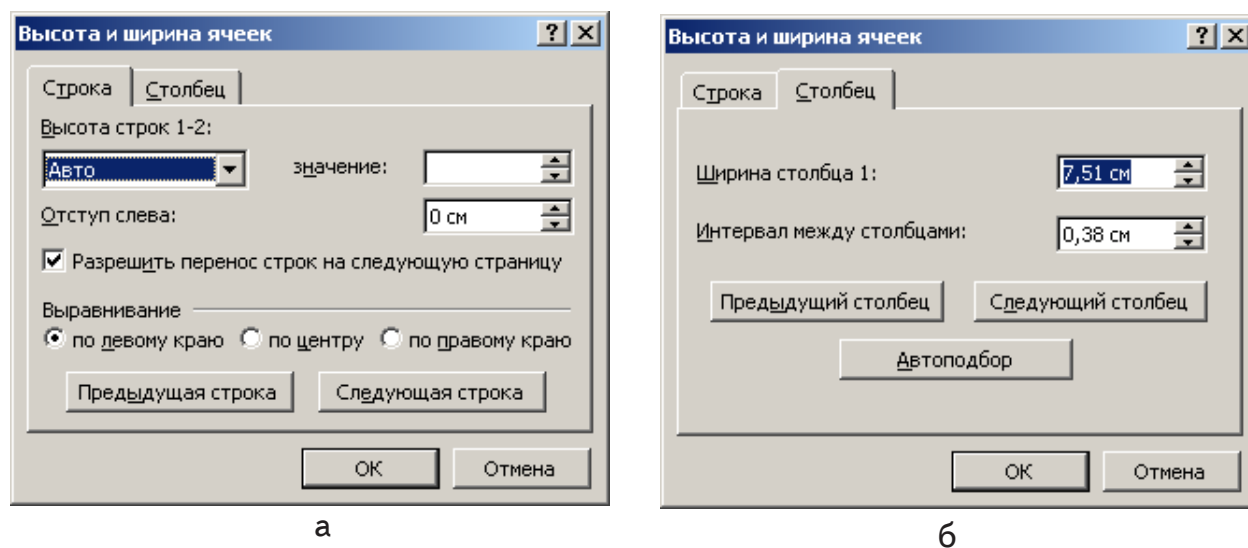 Высота и ширина ячеек
Строка Столбец
Высота строк 1-2:
Авто значение:
Отступ слева: 0 см
Разрешить перенос строк на следующую страницу
Выравнивание
по левому краю по центру по правому краю
Предыдущая строка Следующая строка
ОК Отмена
а
Высота и ширина ячеек
Строка Столбец
Ширина столбца 1: 7,51 см
Интервал между столбцами: 0,38 см
Предыдущий столбец Следующий столбец
Автоподбор
ОК Отмена
б